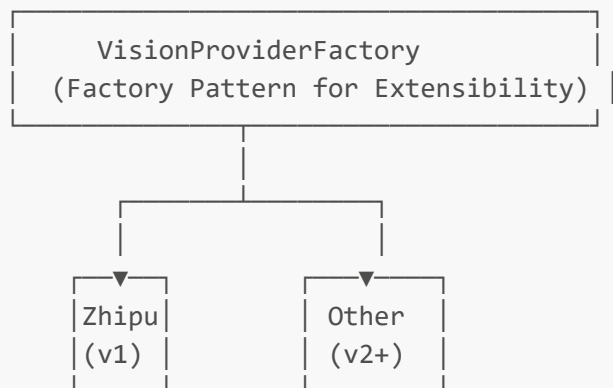 VisionProviderFactory
(Factory Pattern for Extensibility)
Zhipu Other
(v1) (v2+)